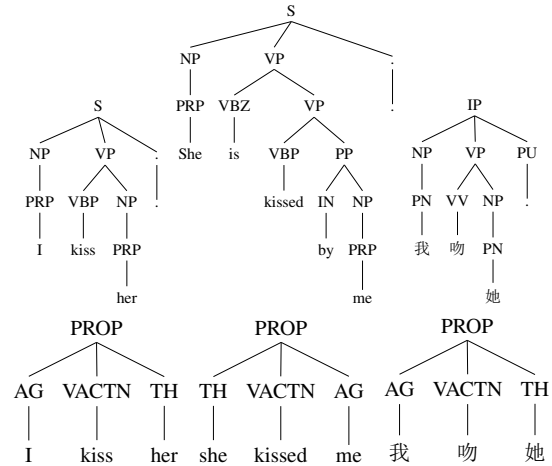 S
NP VP .
PRP VBZ VP .
She is VBP PP
kissed IN NP
by PRP
me
S
NP VP .
PRP VBP NP .
I kiss PRP
her
IP
NP VP PU
PN VV NP .
我 吻 PN
她
PROP
AG VACTN TH
I kiss her
PROP
TH VACTN AG
she kissed me
PROP
AG VACTN TH
我 吻 她